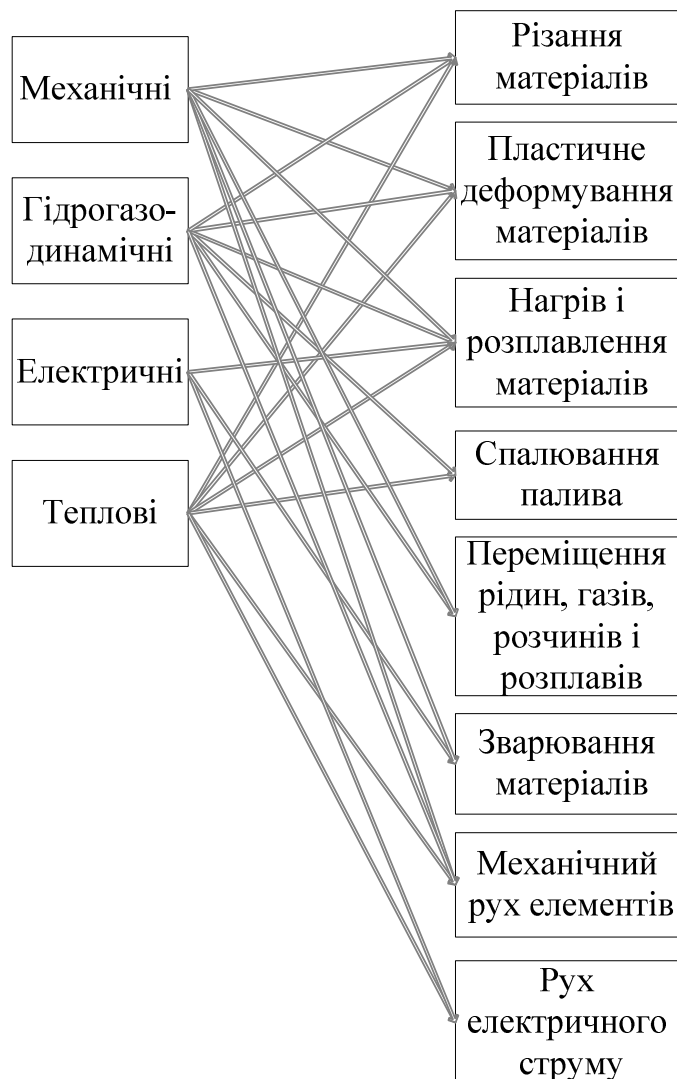 Механічні
Гідрогазо-
динамічні
Електричні
Теплові
Різання
матеріалів
Пластичне
деформування
матеріалів
Нагрів і
розплавлення
матеріалів
Спалювання
палива
Переміщення
рідин, газів,
розчинів і
розплавів
Зварювання
матеріалів
Механічний
рух елементів
Рух
електричного
струму